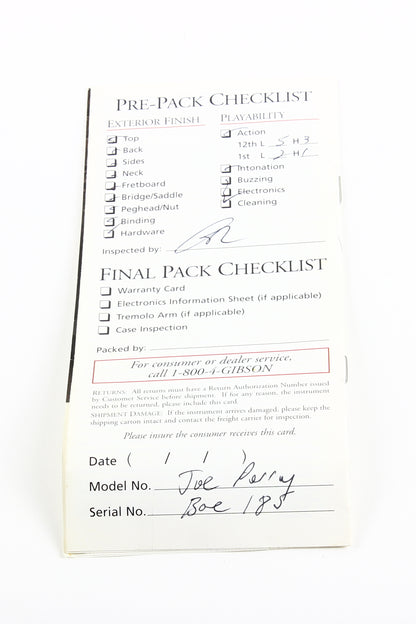 PRE-PACK CHECKLIST
EXTERIOR FINISH
Top
Back
Sides
Neck
Fretboard
Bridge/Saddle
Peghead/Nut
Binding
Hardware
PLAYABILITY
Action
12th L 5 H 3
1st L 2 H 1
Intonation
Buzzing
Electronics
Cleaning
Inspected by:
FINAL PACK CHECKLIST
Warranty Card
Electronics Information Sheet (if applicable)
Tremolo Arm (if applicable)
Case Inspection
Packed by:
For consumer or dealer service,
call 1-800-4-GIBSON
RETURNS: All returns must have a Return Authorization Number issued
by Customer Service before shipment. If for any reason, the instrument
needs to be returned, please include this card.
SHIPMENT DAMAGE: If the instrument arrives damaged, please keep the
shipping carton intact and contact the freight carrier for inspection.
Please insure the consumer receives this card.
Date ( / / )
Model No. Joe Perry
Serial No. Boe 185